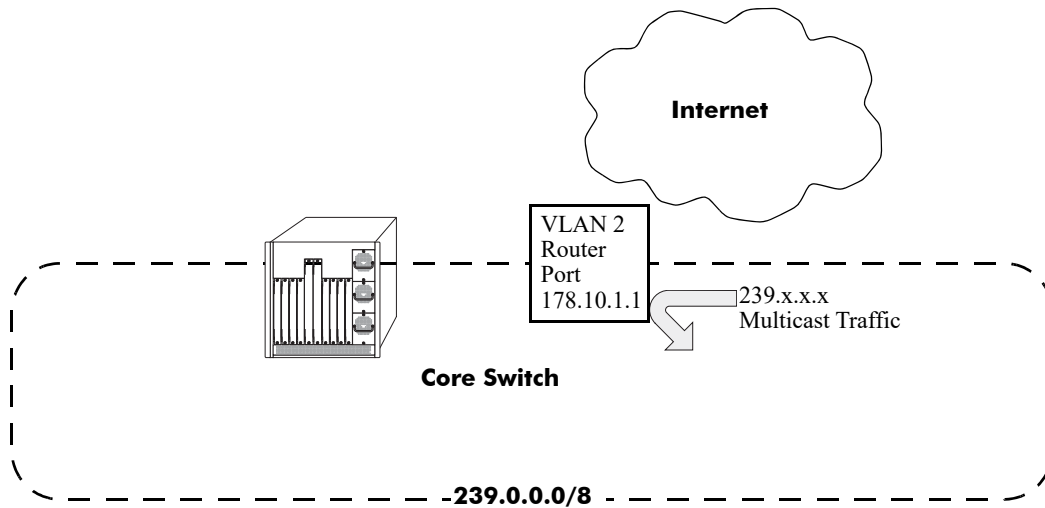 Internet
VLAN 2
Router
Port
178.10.1.1
239.x.x.x
Multicast Traffic
Core Switch
239.0.0.0/8